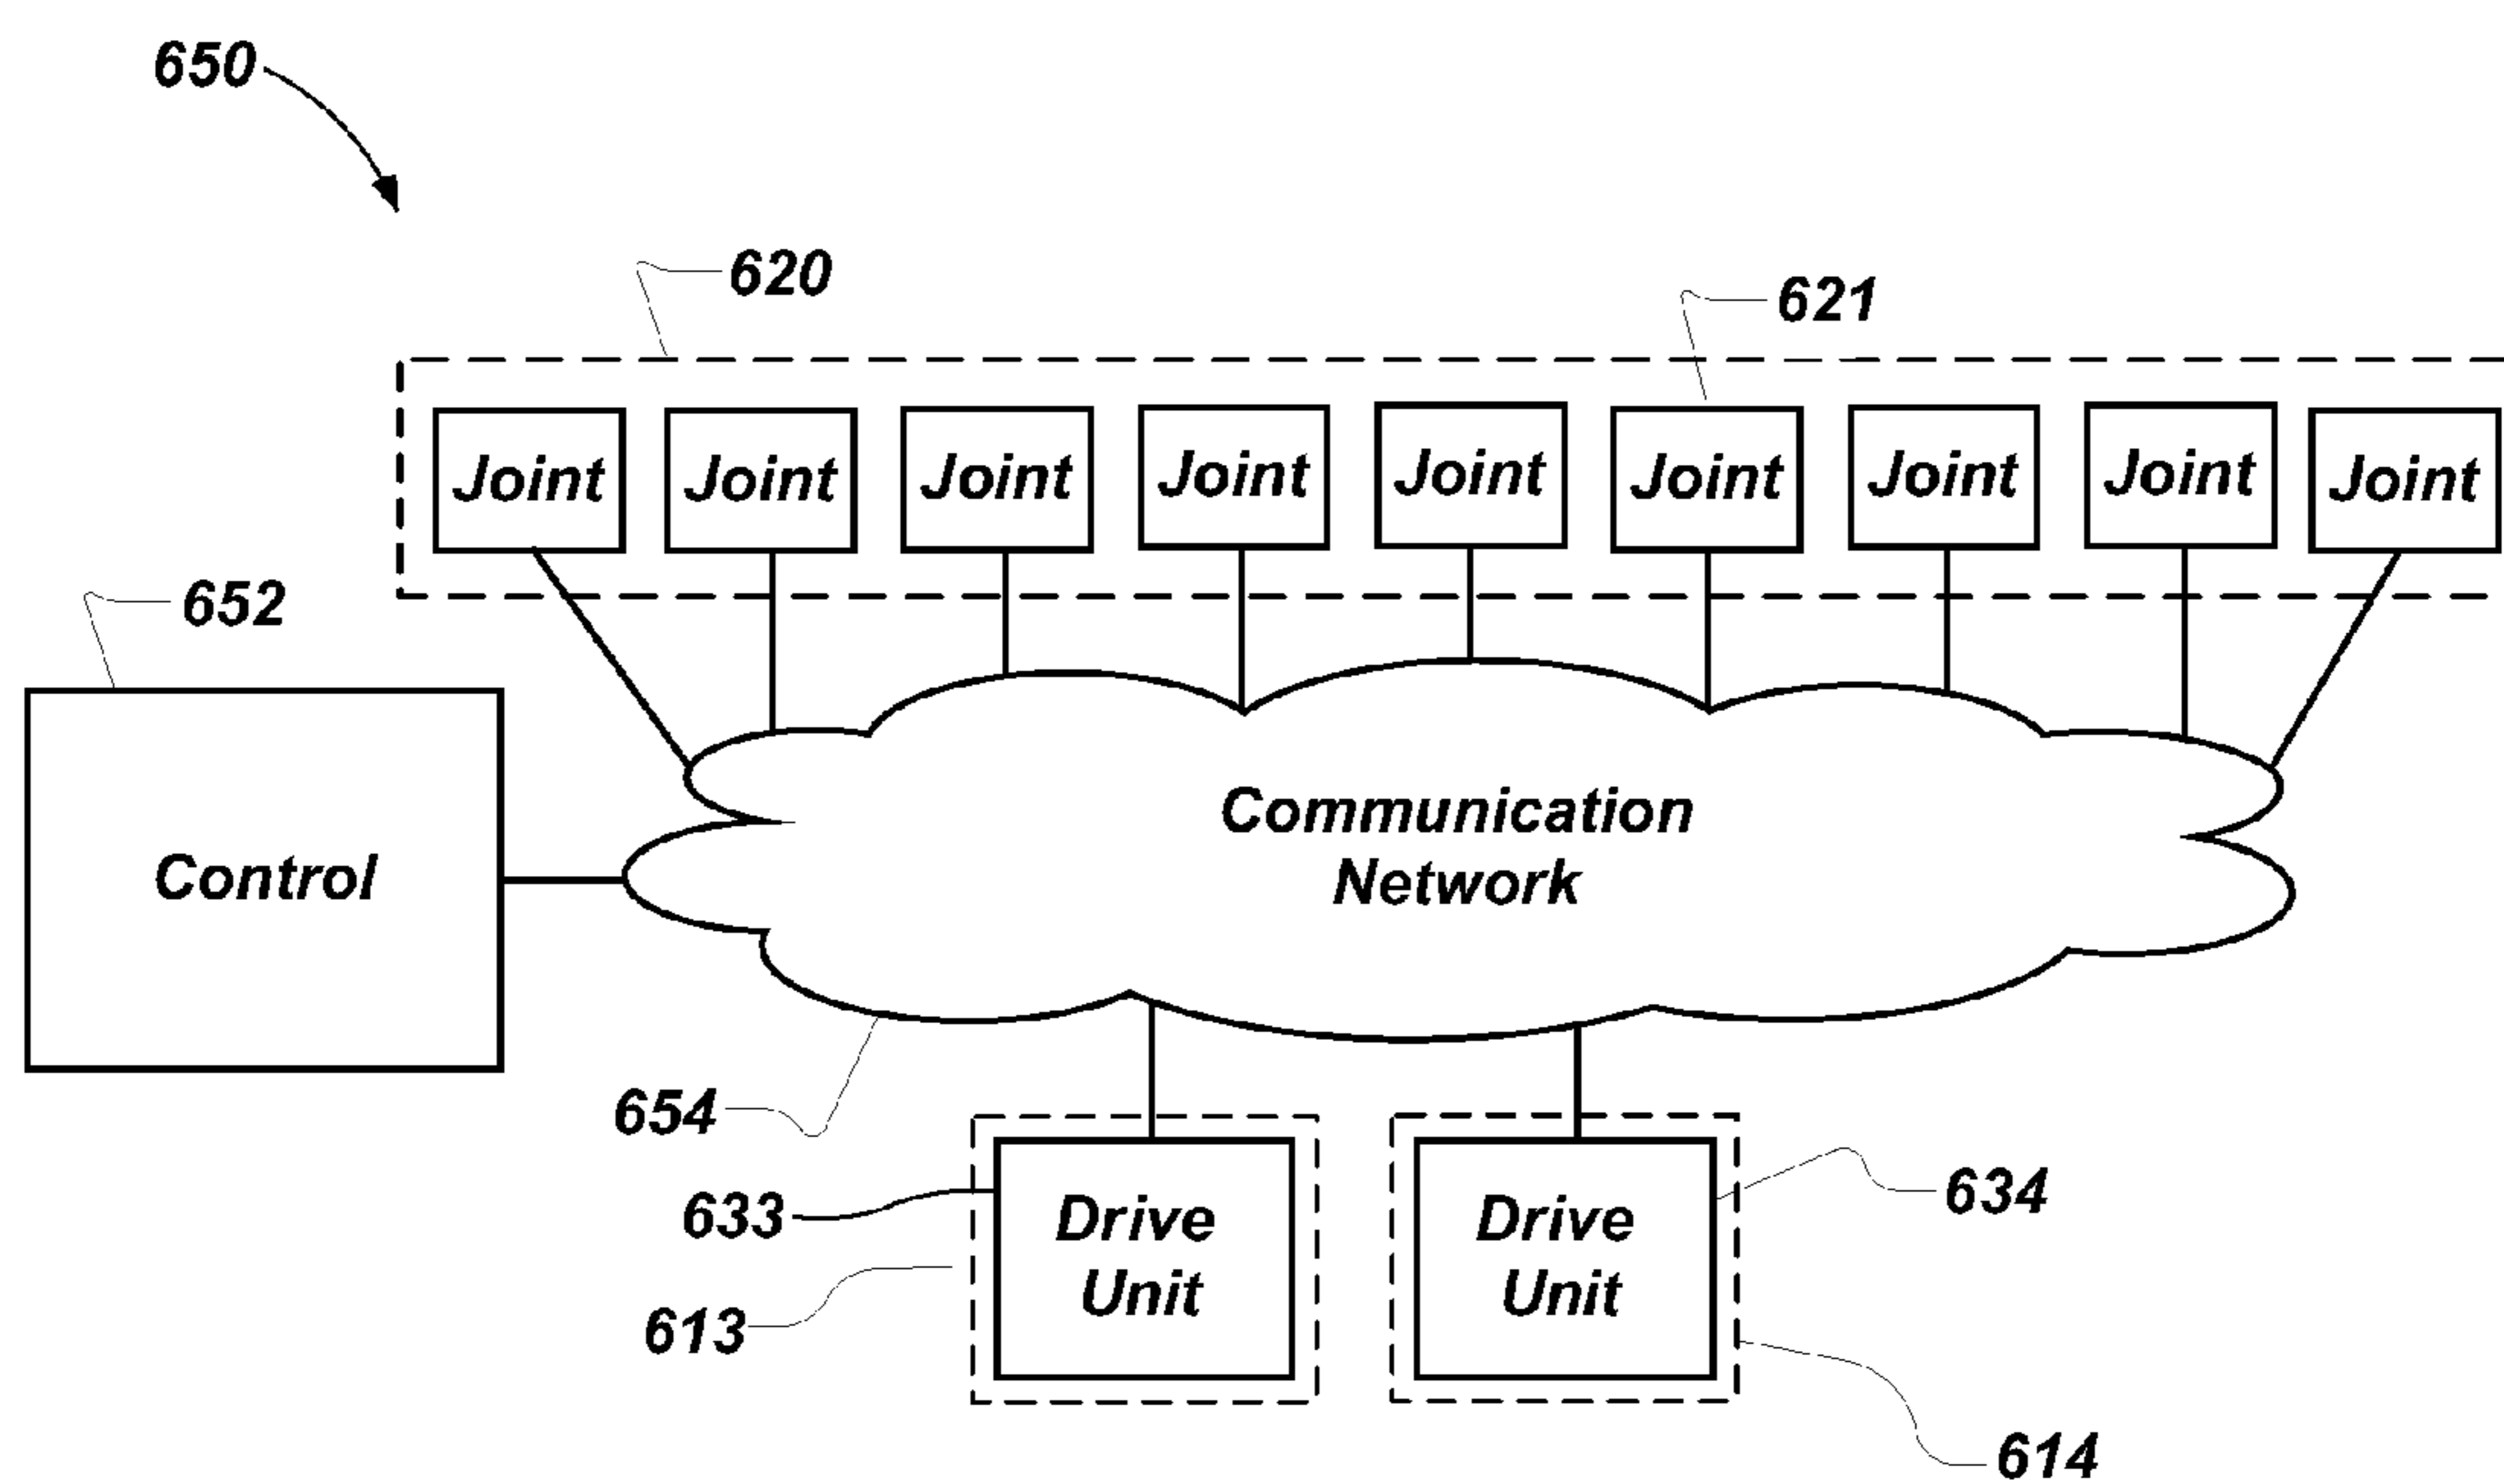 650
620
621
Joint Joint Joint Joint Joint Joint Joint Joint Joint
652
Communication
Network
Control
654
633
Drive
Unit
Drive
Unit
634
613
614